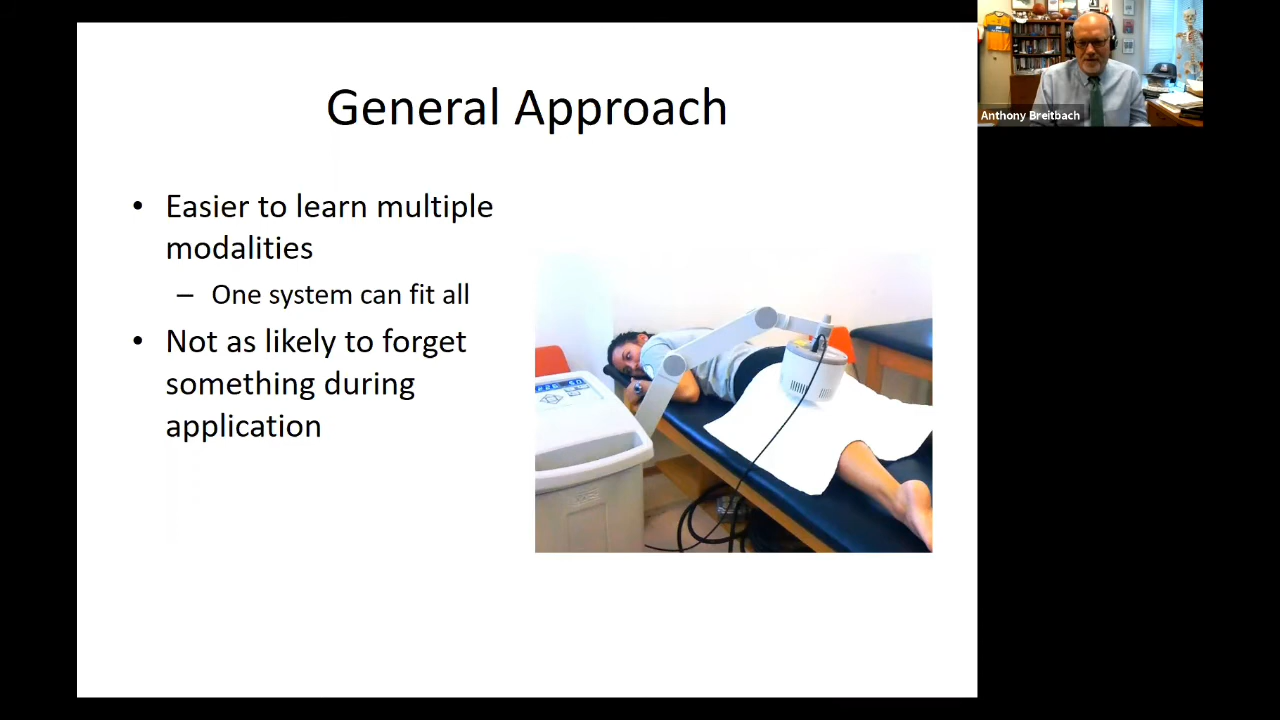 General Approach
• Easier to learn multiple
modalities
– One system can fit all
• Not as likely to forget
something during
application
Anthony Breitbach